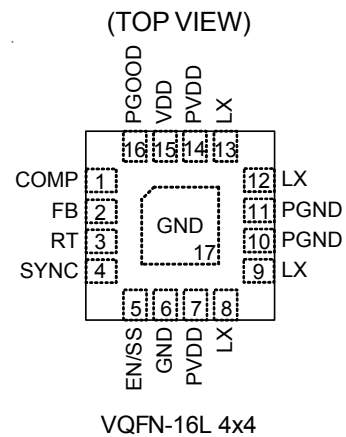 (TOP VIEW)
PGOOD VDD PVDD LX
16 15 14 13
COMP 1 12 LX
FB 2 11 PGND
GND
RT 3 10 PGND
17
SYNC 4 9 LX
5 6 7 8
EN/SS GND PVDD LX
VQFN-16L 4x4